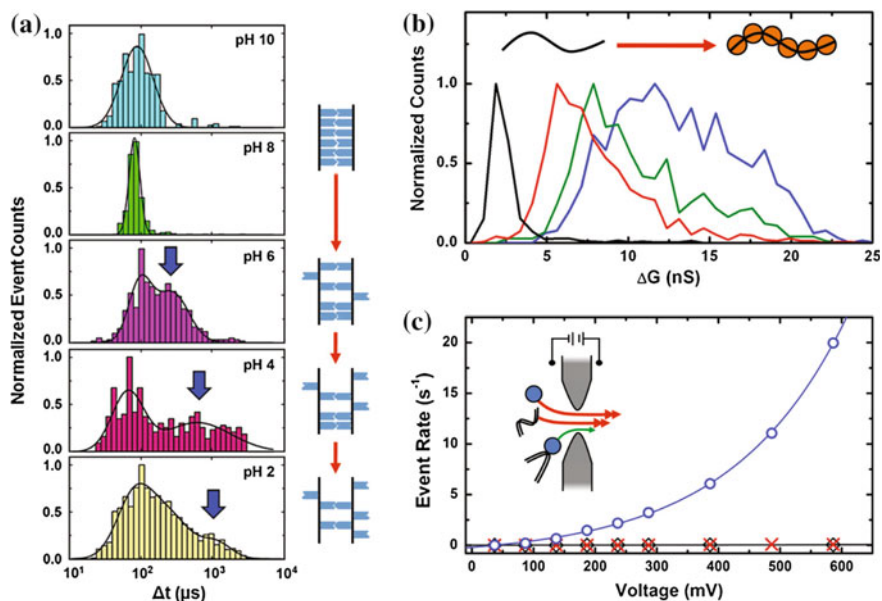 (a)
Normalized Event Counts
pH 10
1.0
0.5
0.0
pH 8
1.0
0.5
0.0
pH 6
1.0
0.5
0.0
pH 4
1.0
0.5
0.0
pH 2
1.0
0.5
0.0
10¹ 10² 10³ 10⁴
Δt (μs)
(b)
Normalized Counts
1.0
0.5
0.0
0 5 10 15 20 25
ΔG (nS)
(c)
Event Rate (s⁻¹)
20
15
10
5
0
0 100 200 300 400 500 600
Voltage (mV)